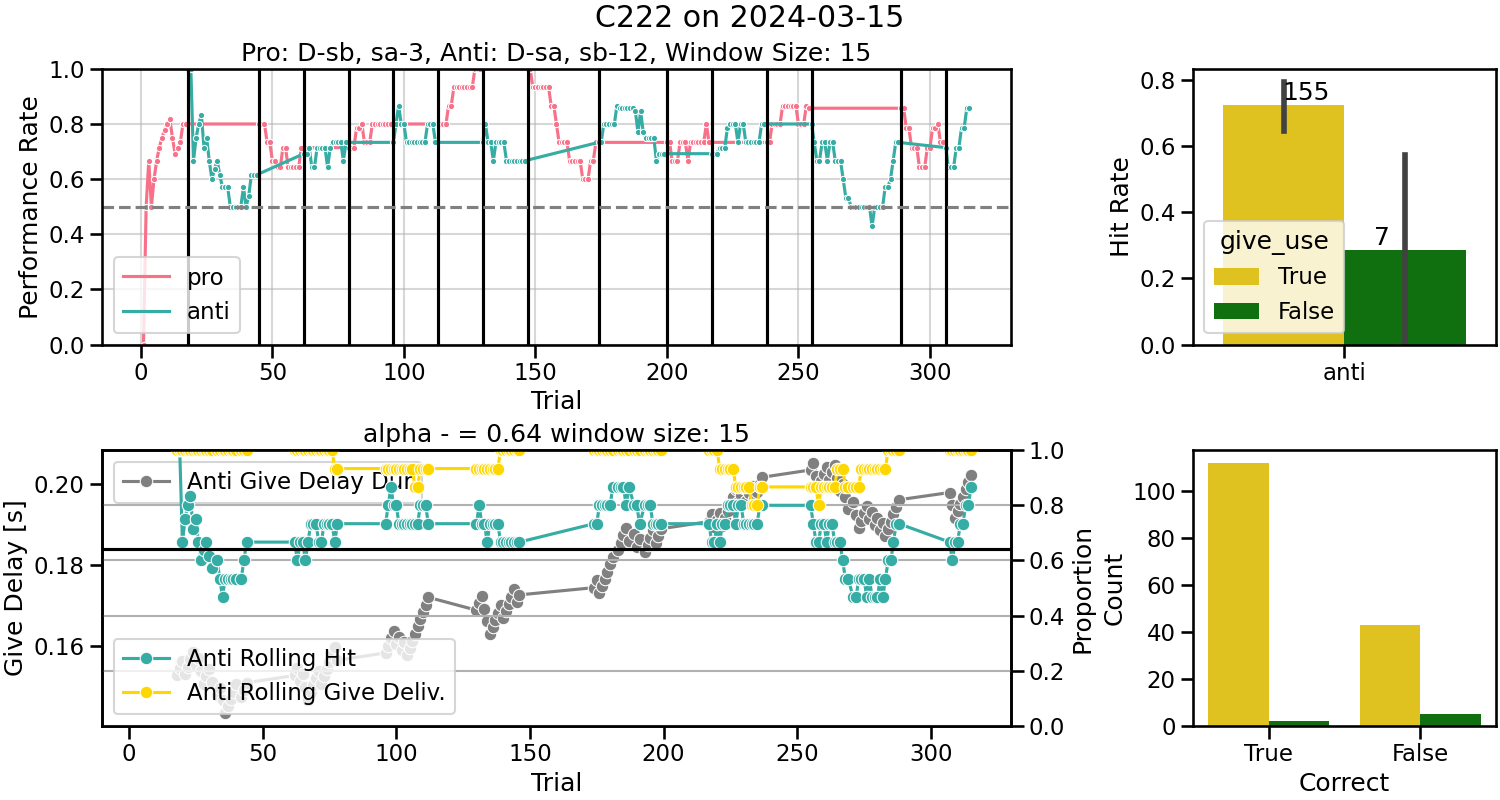 C222 on 2024-03-15
Pro: D-sb, sa-3, Anti: D-sa, sb-12, Window Size: 15
Performance Rate
1.0
0.8
0.6
0.4
0.2
0.0
pro
anti
0 50 100 150 200 250 300
Trial
Hit Rate
0.8
0.6
0.4
0.2
0.0
155
7
give_use
True
False
anti
alpha - = 0.64 window size: 15
Give Delay [s]
0.20
0.18
0.16
Anti Give Delay Dur.
Anti Rolling Hit
Anti Rolling Give Deliv.
1.0
0.8
0.6
0.4
0.2
0.0
Proportion
0 50 100 150 200 250 300
Trial
Count
100
80
60
40
20
0
True False
Correct